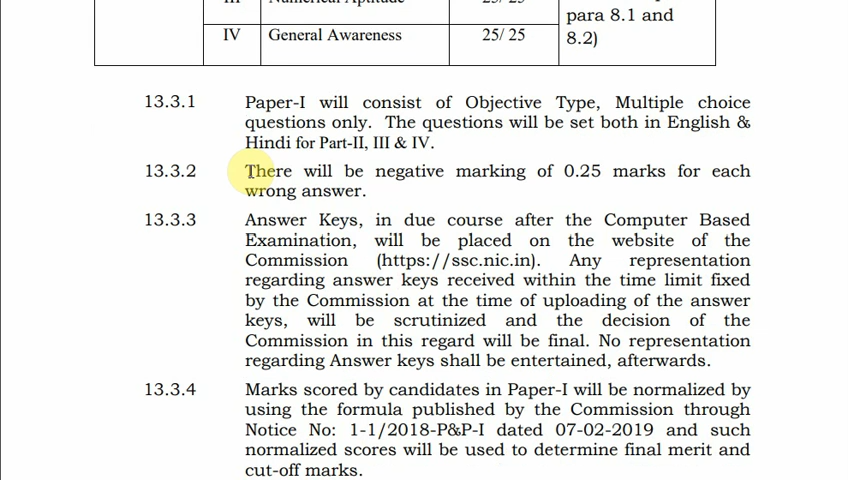 III Numerical Aptitude 25/ 25
para 8.1 and
IV General Awareness 25/ 25
8.2)
13.3.1 Paper-I will consist of Objective Type, Multiple choice
questions only. The questions will be set both in English &
Hindi for Part-II, III & IV.
13.3.2 There will be negative marking of 0.25 marks for each
wrong answer.
13.3.3 Answer Keys, in due course after the Computer Based
Examination, will be placed on the website of the
Commission (https://ssc.nic.in). Any representation
regarding answer keys received within the time limit fixed
by the Commission at the time of uploading of the answer
keys, will be scrutinized and the decision of the
Commission in this regard will be final. No representation
regarding Answer keys shall be entertained, afterwards.
13.3.4 Marks scored by candidates in Paper-I will be normalized by
using the formula published by the Commission through
Notice No: 1-1/2018-P&P-I dated 07-02-2019 and such
normalized scores will be used to determine final merit and
cut-off marks.